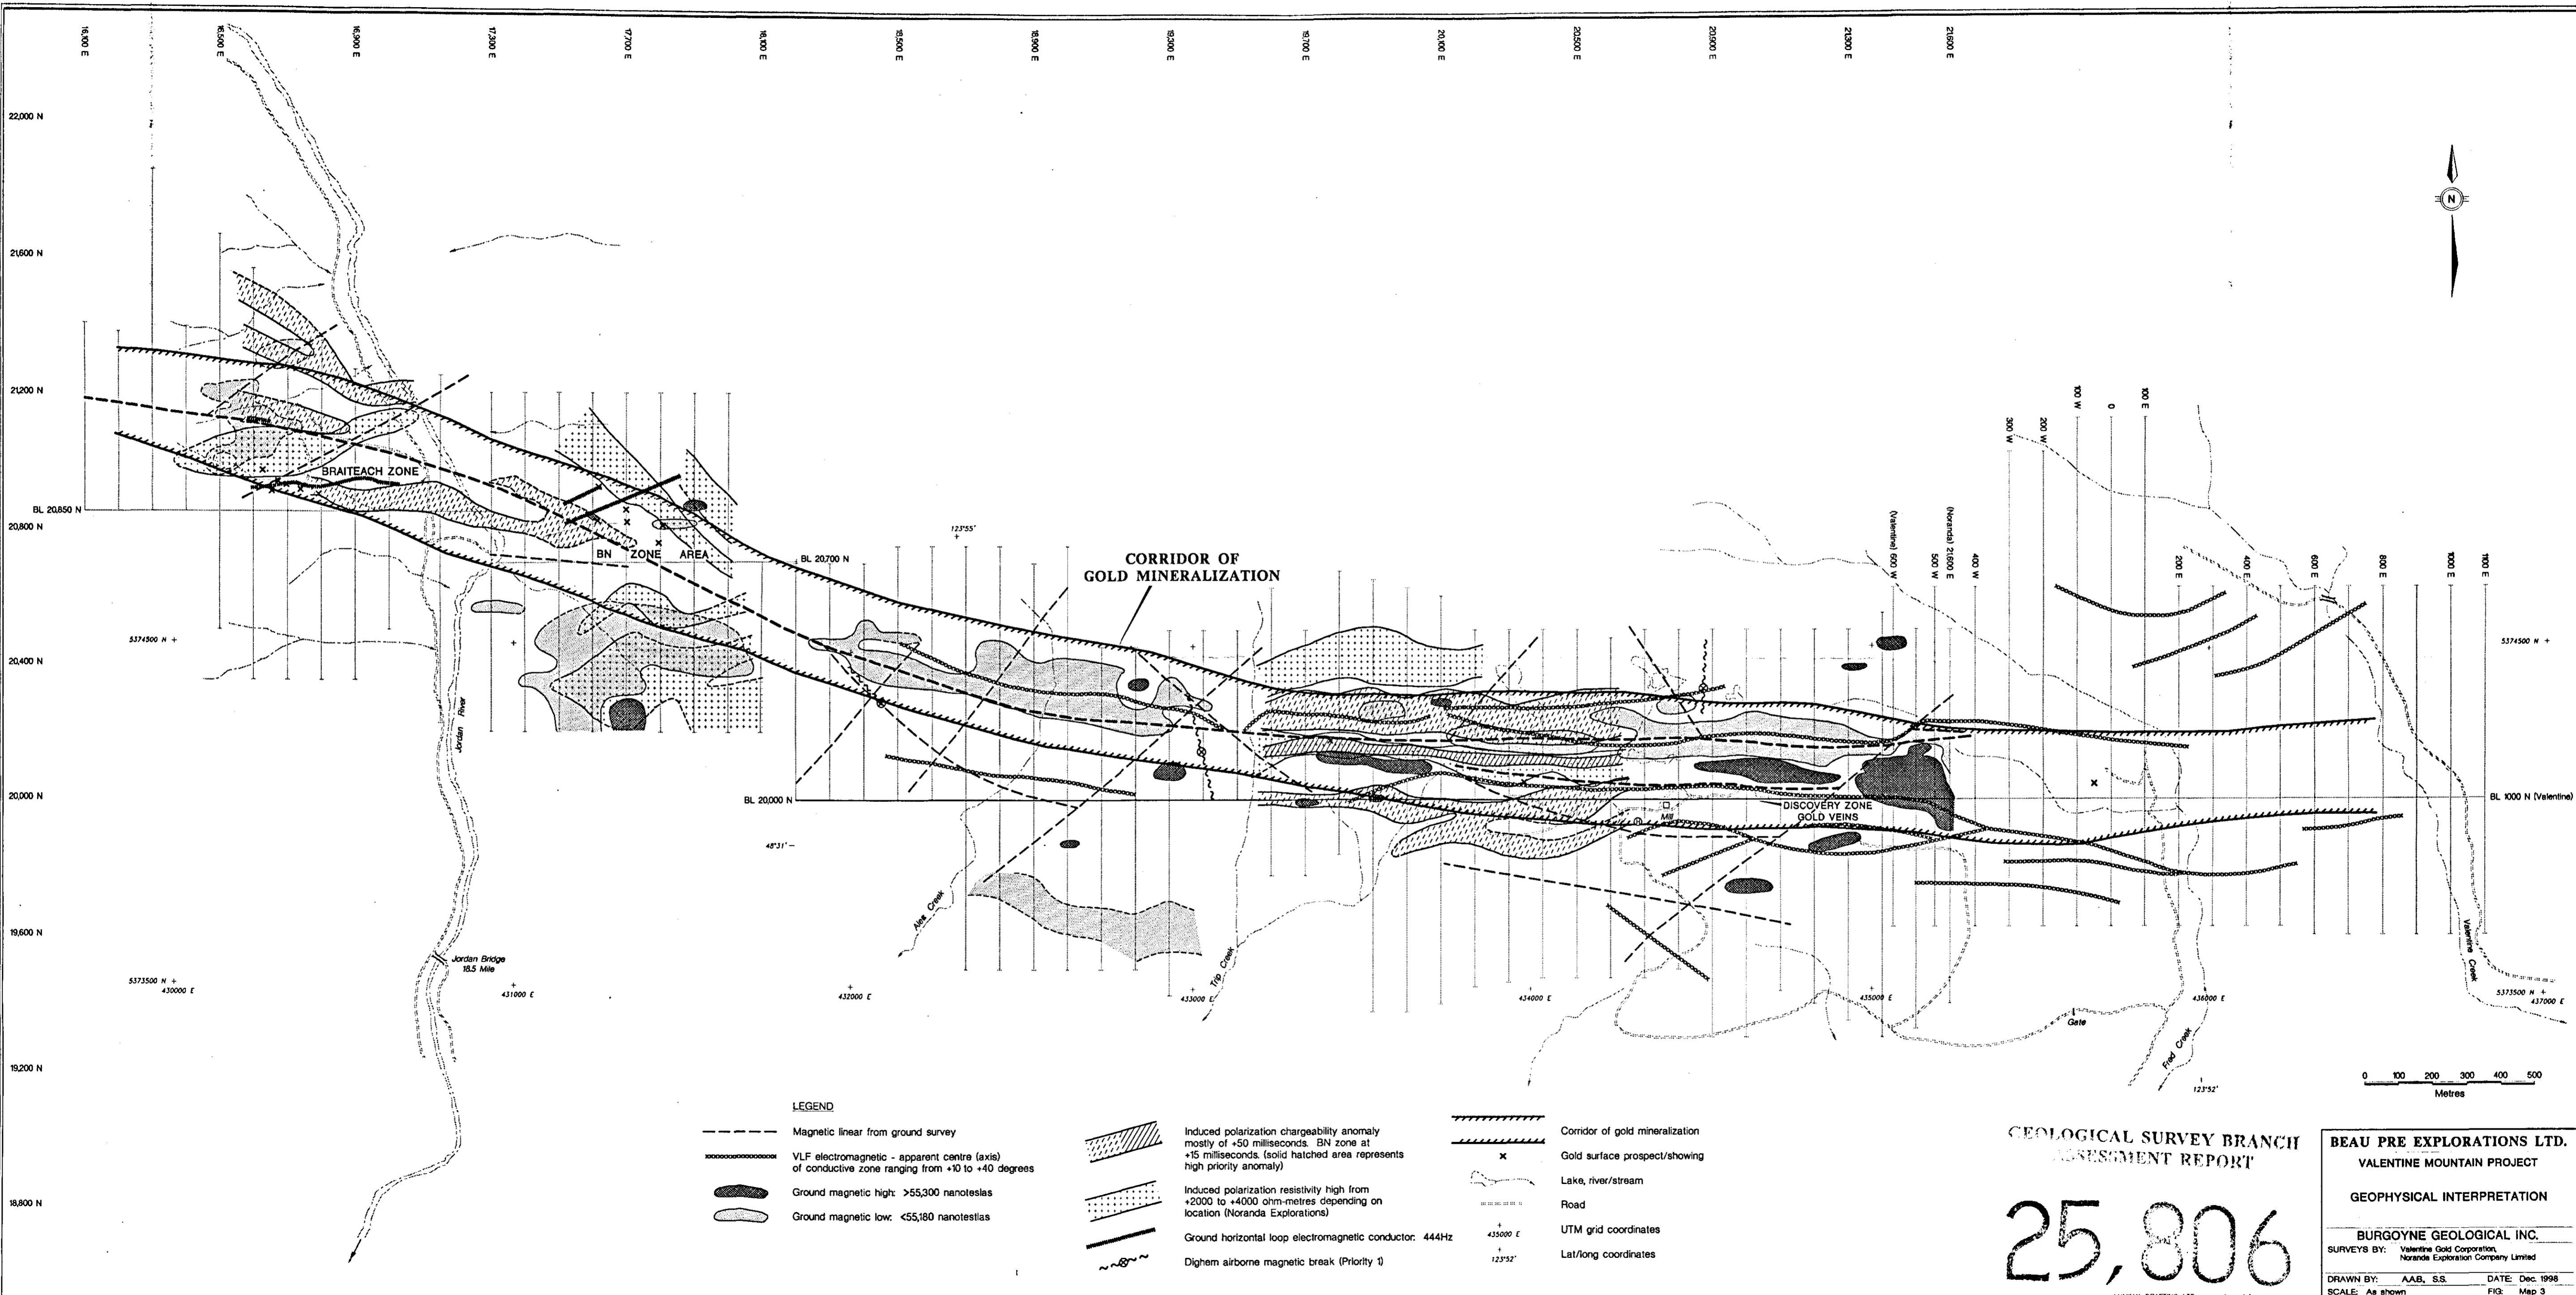 16,100 E
16,500 E
16,900 E
17,300 E
17,700 E
18,100 E
18,500 E
18,900 E
19,300 E
19,700 E
20,100 E
20,500 E
20,900 E
21,300 E
21,600 E
22,000 N
21,600 N
21,200 N
BL 20,850 N
20,800 N
20,400 N
20,000 N
19,600 N
19,200 N
18,800 N
N
BRAITEACH ZONE
BN ZONE AREA
BL 20,700 N
123°55'
+
CORRIDOR OF
GOLD MINERALIZATION
300 W
200 W
100 W
0
100 E
(Valentine) 600 W
500 W
(Noranda) 21,600 E
400 W
200 E
400 E
600 E
800 E
1000 E
1100 E
5374500 N +
5374500 N +
BL 20,000 N
BL 1000 N (Valentine)
DISCOVERY ZONE
GOLD VEINS
Mill
48°31' —
Jordan River
Alex Creek
Trip Creek
Fred Creek
Valentine Creek
Jordan Bridge
18.5 Mile
Gate
5373500 N +
430000 E
431000 E
432000 E
433000 E
434000 E
435000 E
436000 E
5373500 N +
437000 E
123°52'
0 100 200 300 400 500
Metres
LEGEND
Magnetic linear from ground survey
VLF electromagnetic - apparent centre (axis)
of conductive zone ranging from +10 to +40 degrees
Ground magnetic high: >55,300 nanoteslas
Ground magnetic low: <55,180 nanotestlas
Induced polarization chargeability anomaly
mostly of +50 milliseconds. BN zone at
+15 milliseconds. (solid hatched area represents
high priority anomaly)
Induced polarization resistivity high from
+2000 to +4000 ohm-metres depending on
location (Noranda Explorations)
Ground horizontal loop electromagnetic conductor: 444Hz
Dighem airborne magnetic break (Priority 1)
Corridor of gold mineralization
x Gold surface prospect/showing
Lake, river/stream
Road
+
435000 E UTM grid coordinates
+
123°52' Lat/long coordinates
GEOLOGICAL SURVEY BRANCH
ASSESSMENT REPORT
25,806
BEAU PRE EXPLORATIONS LTD.
VALENTINE MOUNTAIN PROJECT
GEOPHYSICAL INTERPRETATION
BURGOYNE GEOLOGICAL INC.
SURVEYS BY: Valentine Gold Corporation,
Noranda Exploration Company Limited
DRAWN BY: A.A.B., S.S. DATE: Dec. 1998
SCALE: As shown FIG: Map 3